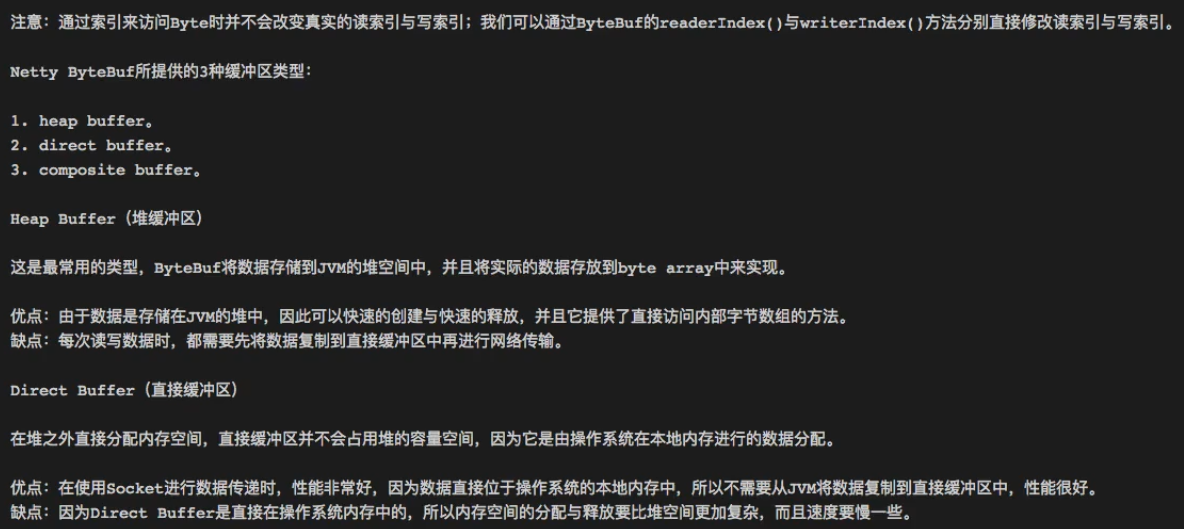 注意：通过索引来访问Byte时并不会改变真实的读索引与写索引；我们可以通过ByteBuf的readerIndex()与writerIndex()方法分别直接修改读索引与写索引。
Netty ByteBuf所提供的3种缓冲区类型：
1. heap buffer。
2. direct buffer。
3. composite buffer。
Heap Buffer（堆缓冲区）
这是最常用的类型，ByteBuf将数据存储到JVM的堆空间中，并且将实际的数据存放到byte array中来实现。
优点：由于数据是存储在JVM的堆中，因此可以快速的创建与快速的释放，并且它提供了直接访问内部字节数组的方法。
缺点：每次读写数据时，都需要先将数据复制到直接缓冲区中再进行网络传输。
Direct Buffer（直接缓冲区）
在堆之外直接分配内存空间，直接缓冲区并不会占用堆的容量空间，因为它是由操作系统在本地内存进行的数据分配。
优点：在使用Socket进行数据传递时，性能非常好，因为数据直接位于操作系统的本地内存中，所以不需要从JVM将数据复制到直接缓冲区中，性能很好。
缺点：因为Direct Buffer是直接在操作系统内存中的，所以内存空间的分配与释放要比堆空间更加复杂，而且速度要慢一些。